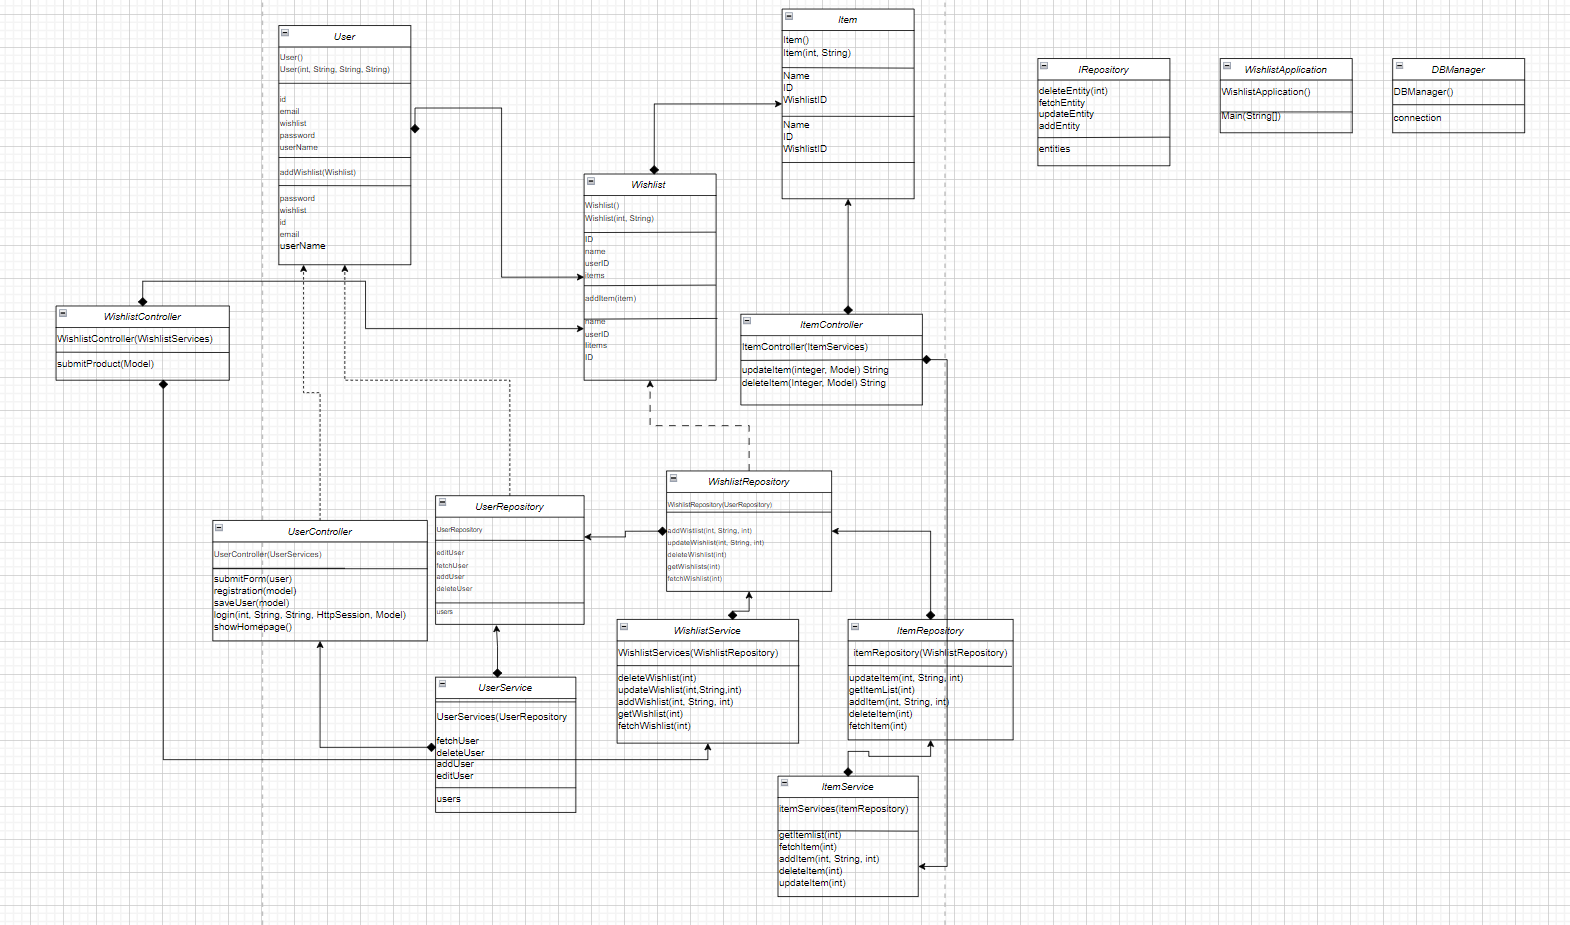 User
User()
User(int, String, String, String)
id
email
wishlist
password
userName
addWishlist(Wishlist)
password
wishlist
id
email
userName
Item
Item()
Item(int, String)
Name
ID
WishlistID
Name
ID
WishlistID
IRepository
deleteEntity(int)
fetchEntity
updateEntity
addEntity
entities
WishlistApplication
WishlistApplication()
Main(String[])
DBManager
DBManager()
connection
Wishlist
Wishlist()
Wishlist(int, String)
ID
name
userID
items
addItem(item)
name
userID
Iitems
ID
WishlistController
WishlistController(WishlistServices)
submitProduct(Model)
ItemController
ItemController(ItemServices)
updateItem(integer, Model) String
deleteItem(Integer, Model) String
UserController
UserController(UserServices)
submitForm(user)
registration(model)
saveUser(model)
login(int, String, String, HttpSession, Model)
showHomepage()
UserRepository
UserRepository
editUser
fetchUser
addUser
deleteUser
users
WishlistRepository
WishlistRepository(UserRepository)
addWistlist(int, String, int)
updateWishlist(int, String, int)
deleteWishlist(int)
getWishlists(int)
fetchWishlist(int)
UserService
UserServices(UserRepository
fetchUser
deleteUser
addUser
editUser
users
WishlistService
WishlistServices(WishlistRepository)
deleteWishlist(int)
updateWishlist(int,String,int)
addWishlist(int, String, int)
getWishlist(int)
fetchWishlist(int)
ItemRepository
itemRepository(WishlistRepository)
updateItem(int, String, int)
getItemList(int)
addItem(int, String, int)
deleteItem(int)
fetchItem(int)
ItemService
itemServices(itemRepository)
getItemlist(int)
fetchItem(int)
addItem(int, String, int)
deleteItem(int)
updateItem(int)